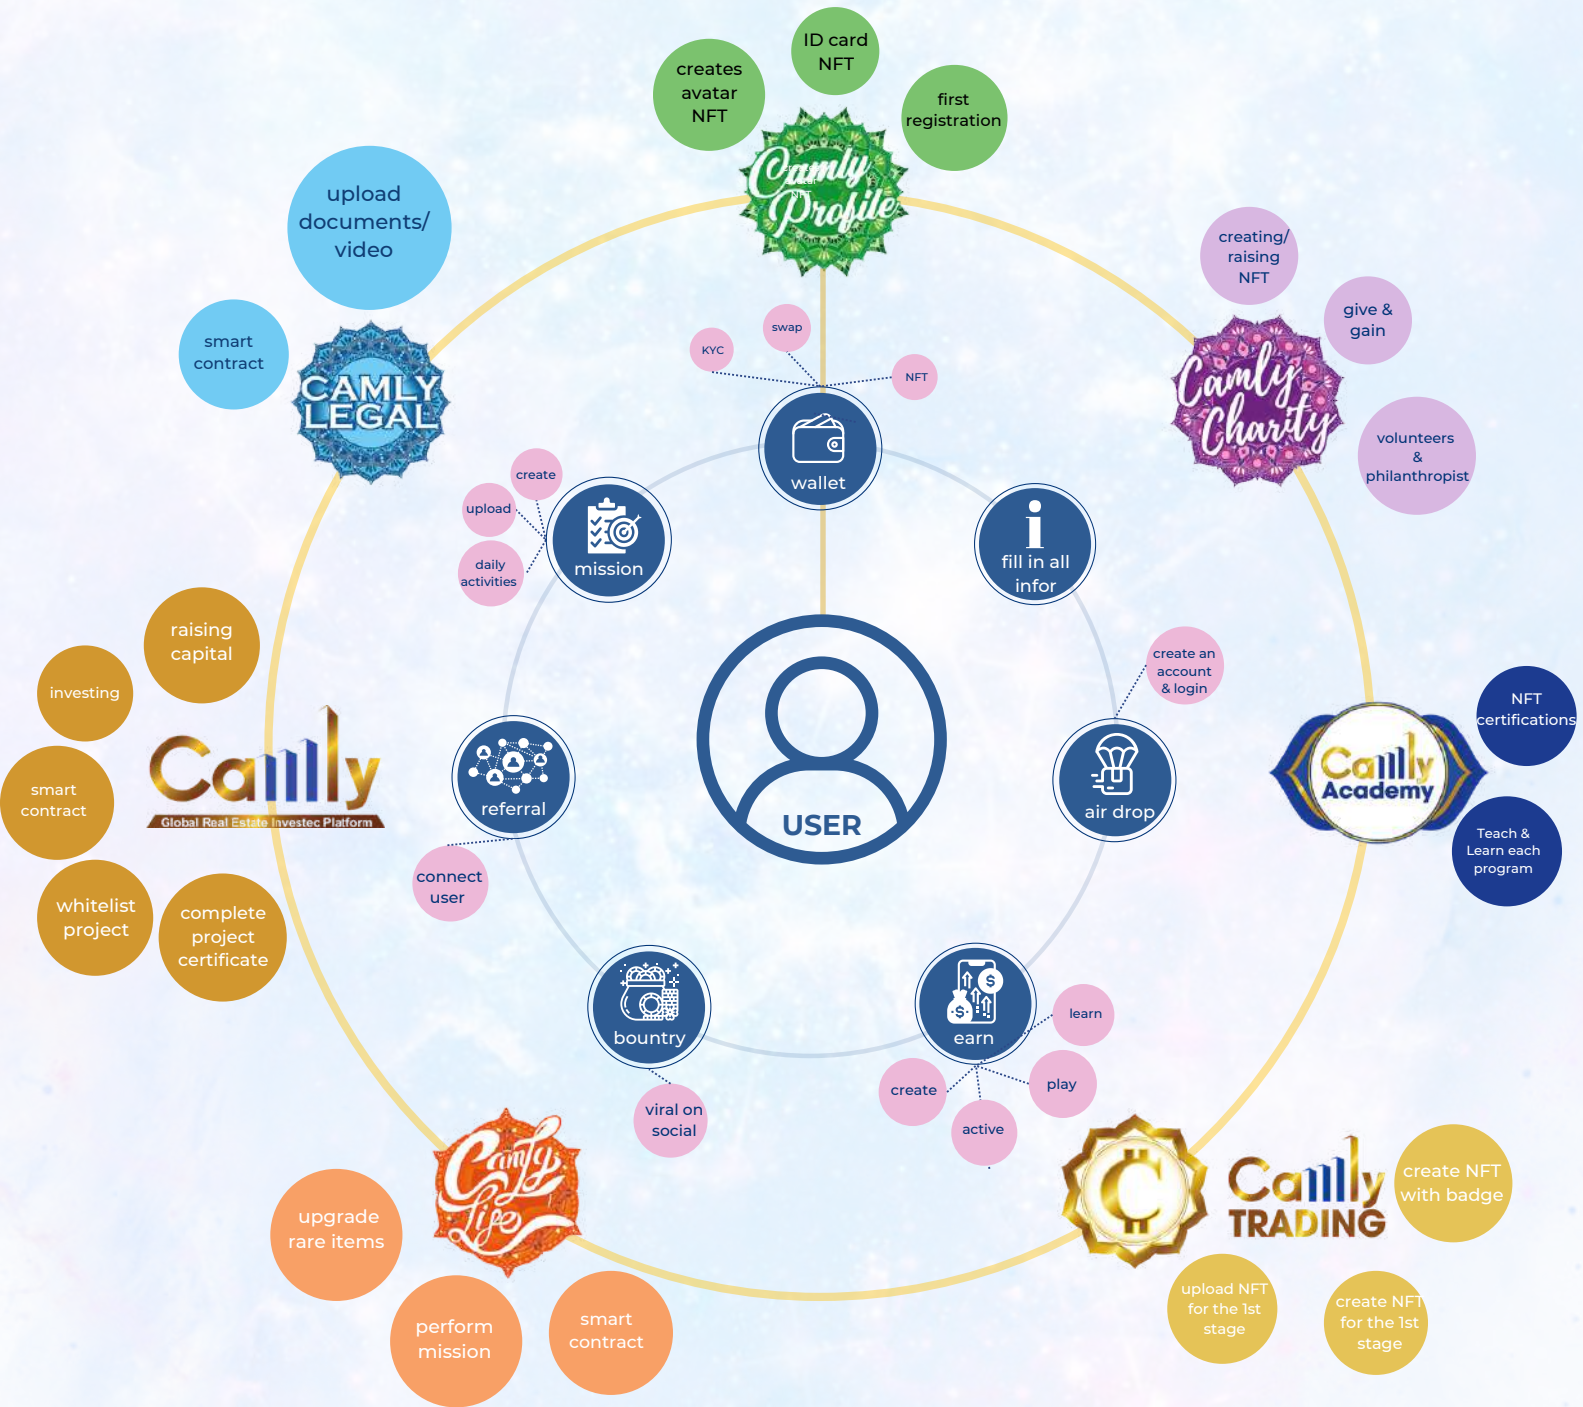 ID card
NFT
creates
avatar
NFT
first
registration
Camly
Profile
upload
documents/
video
smart
contract
CAMLY
LEGAL
creating/
raising
NFT
give &
gain
Camly
Charity
volunteers
&
philanthropist
KYC
swap
NFT
wallet
create
upload
daily
activities
mission
fill in all
infor
create an
account
& login
air drop
raising
capital
investing
smart
contract
Camly
Global Real Estate Investec Platform
whitelist
project
complete
project
certificate
referral
connect
user
USER
NFT
certifications
Camly
Academy
Teach &
Learn each
program
bountry
viral on
social
earn
learn
play
create
active
Camly
Life
upgrade
rare items
perform
mission
smart
contract
C
Camly
TRADING
create NFT
with badge
upload NFT
for the 1st
stage
create NFT
for the 1st
stage